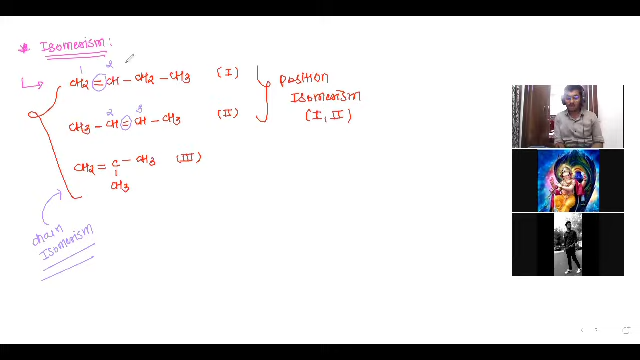 * Isomerism:
1 2
CH2 = CH - CH2 - CH3 (I)
2 3
CH3 - CH = CH - CH3 (II)
CH2 = C - CH3 (III)
CH3
Position
Isomerism
(I, II)
chain
Isomerism